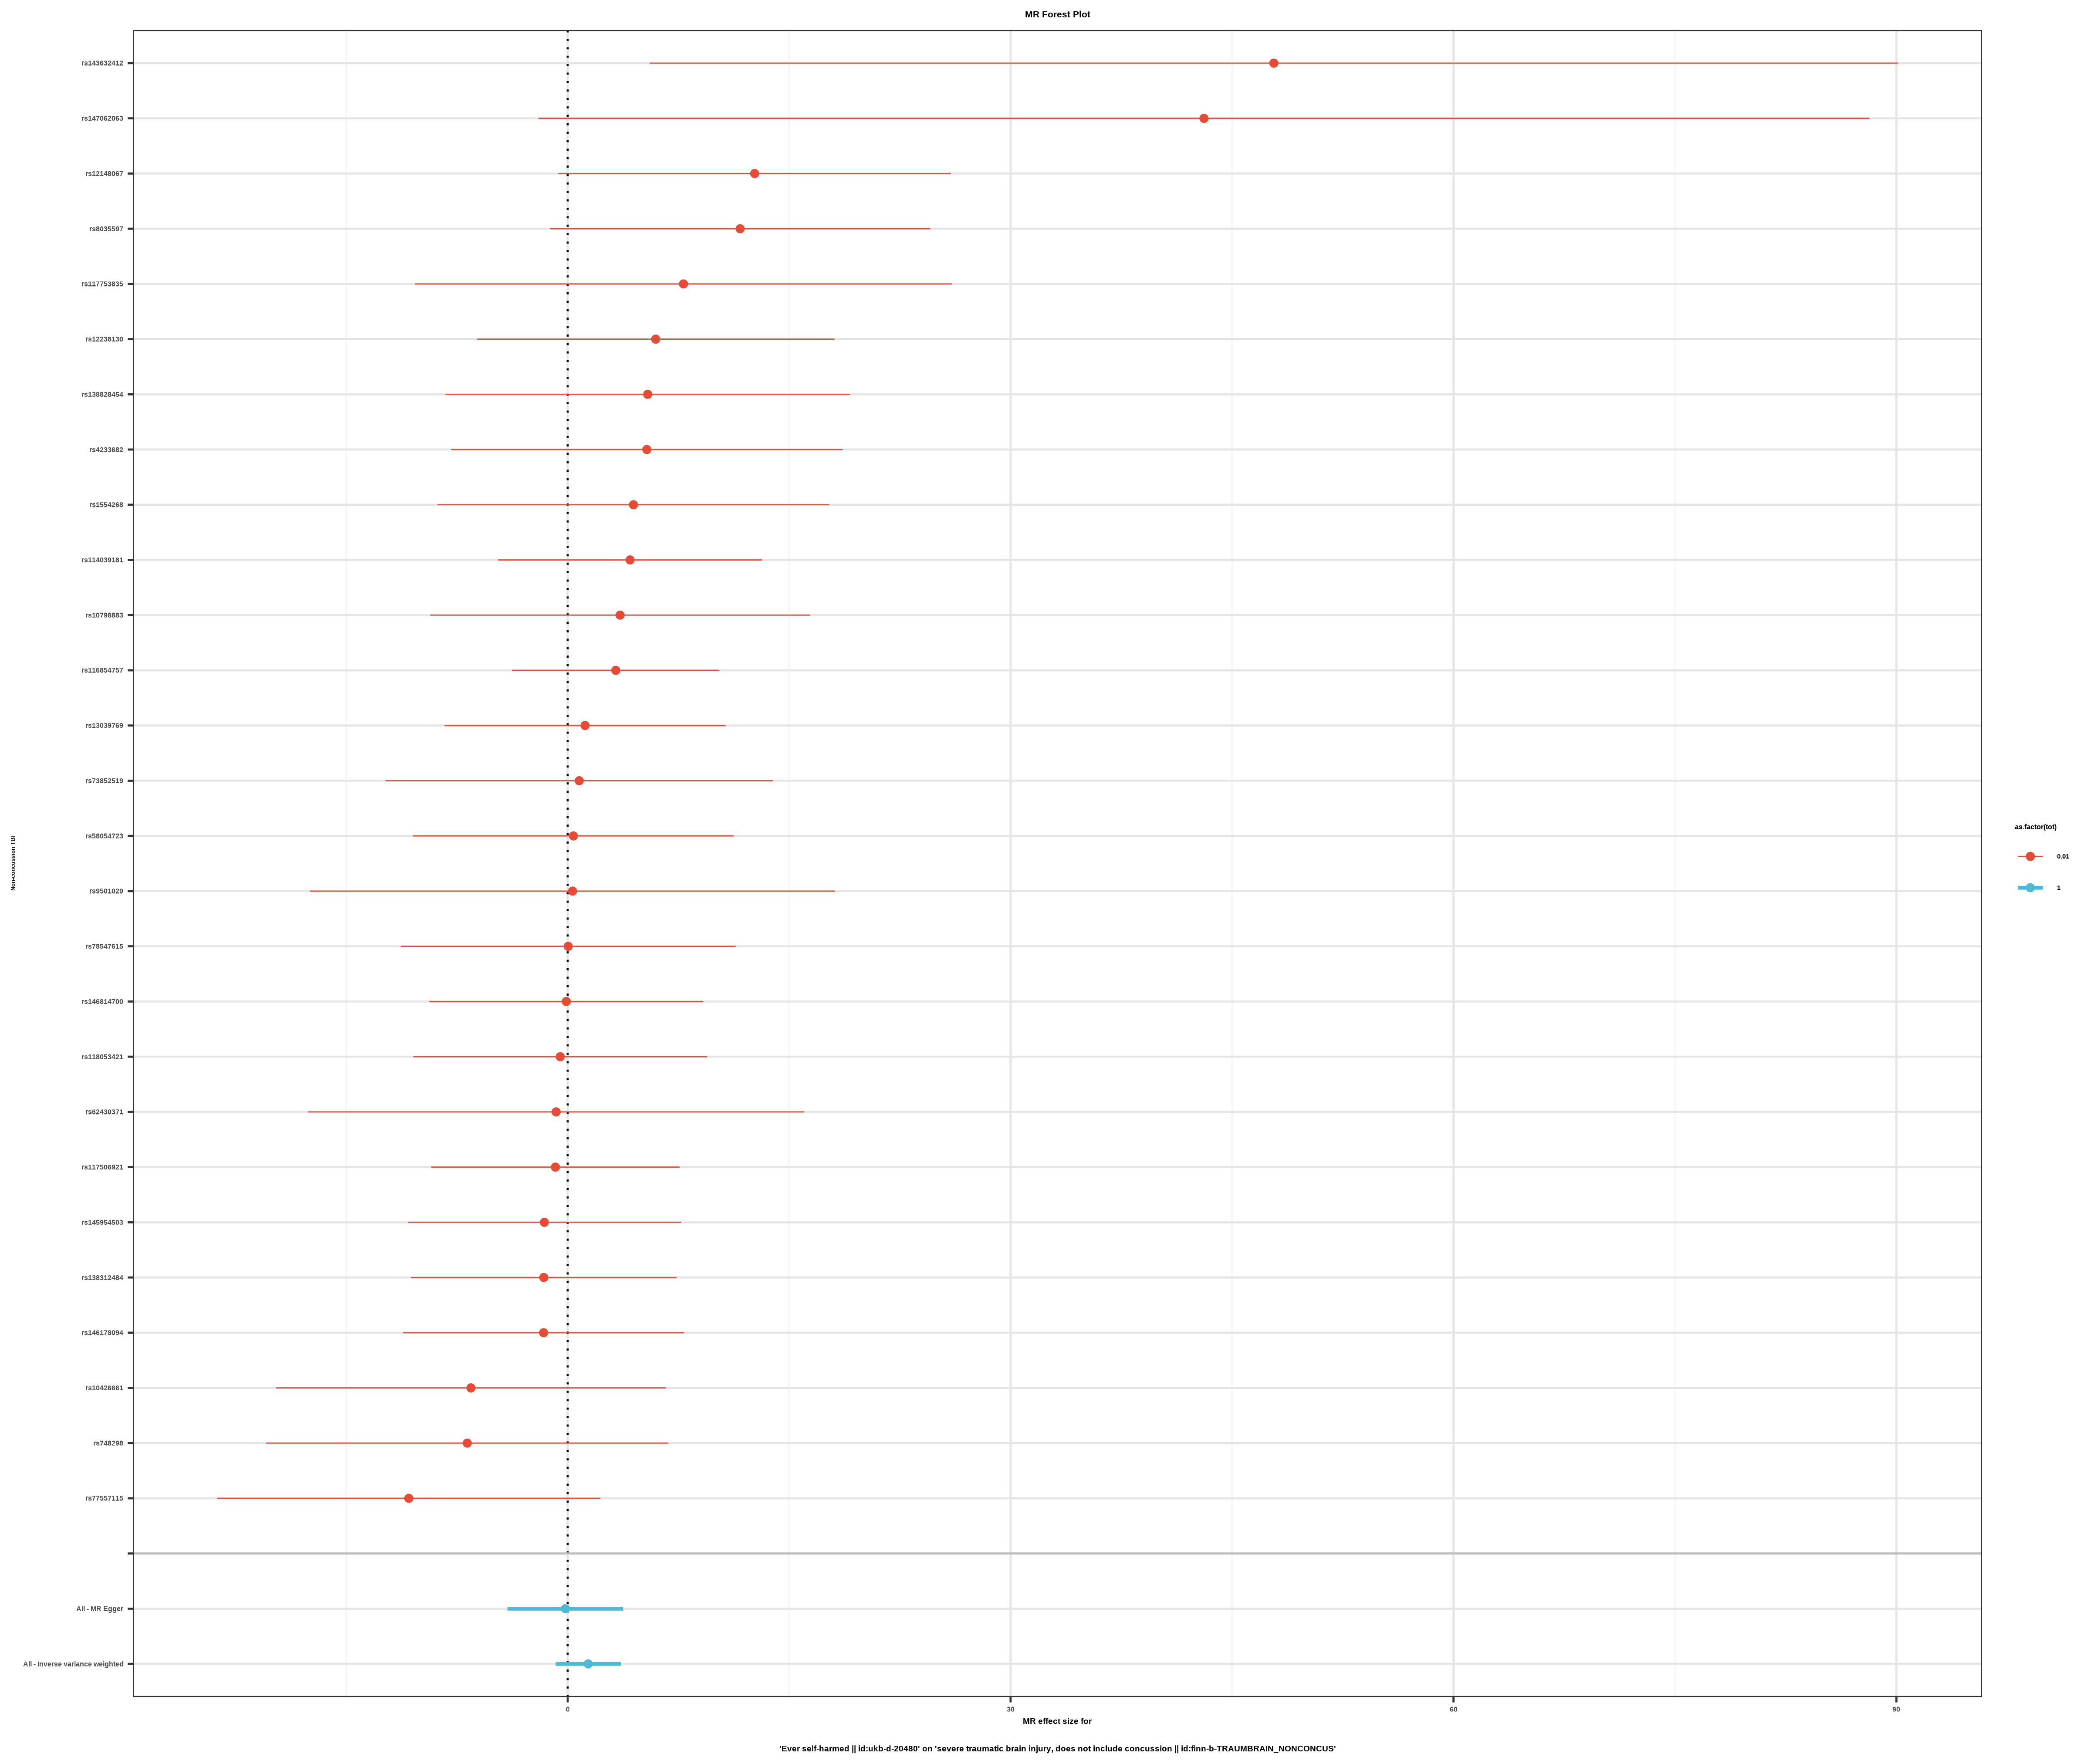 MR Forest Plot
rs143632412
rs147062063
rs12148067
rs8035597
rs117753835
rs12238130
rs138828454
rs4233682
rs1554268
rs114039181
rs10798883
rs116854757
rs13039769
rs73852519
rs58054723
rs9501029
rs78547615
rs146814700
rs118053421
rs62430371
rs117506921
rs145954503
rs138312484
rs146178094
rs10426661
rs748298
rs77557115
All - MR Egger
All - Inverse variance weighted
Non-concussion TBI
0 30 60 90
MR effect size for
'Ever self-harmed || id:ukb-d-20480' on 'severe traumatic brain injury, does not include concussion || id:finn-b-TRAUMBRAIN_NONCONCUS'
as.factor(tot)
0.01
1